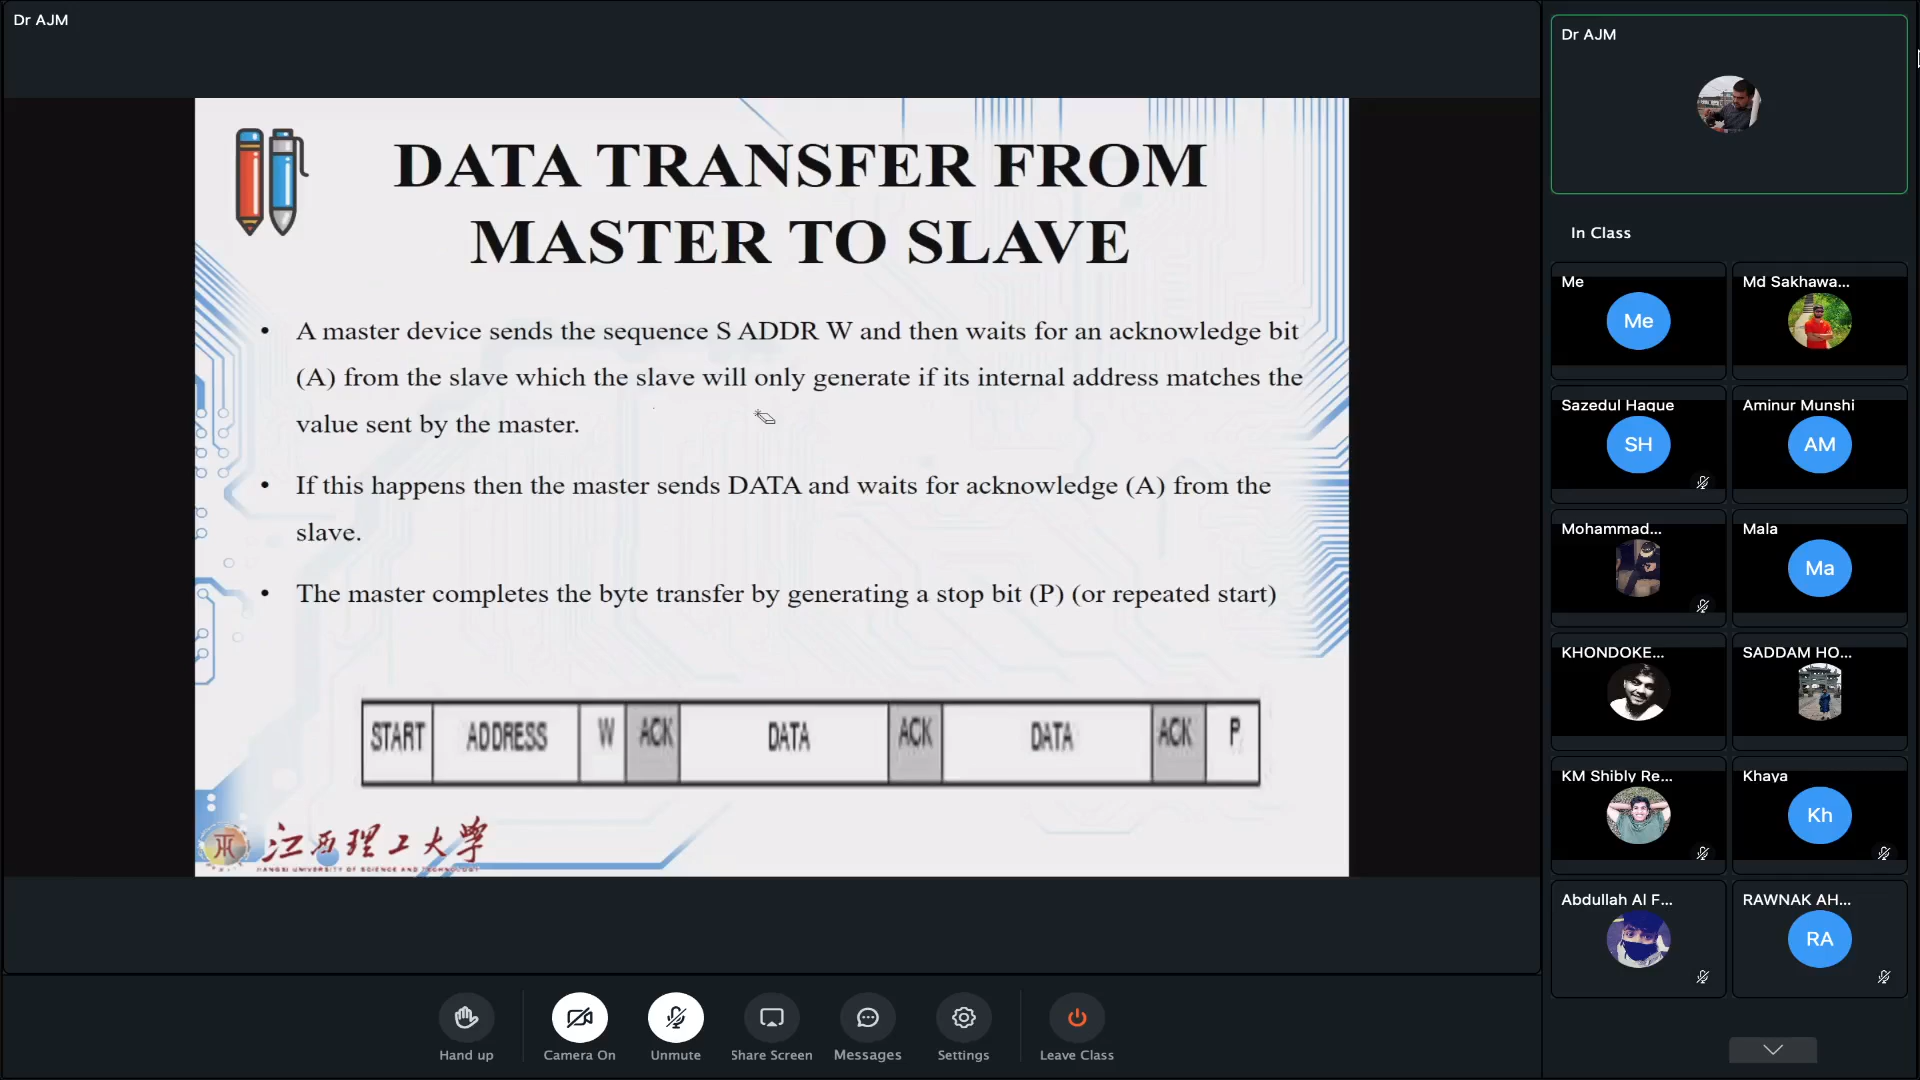 Dr AJM
DATA TRANSFER FROM
MASTER TO SLAVE
• A master device sends the sequence S ADDR W and then waits for an acknowledge bit
(A) from the slave which the slave will only generate if its internal address matches the
value sent by the master.
• If this happens then the master sends DATA and waits for acknowledge (A) from the
slave.
• The master completes the byte transfer by generating a stop bit (P) (or repeated start)
START ADDRESS W ACK DATA ACK DATA ACK P
江西理工大学
JIANGXI UNIVERSITY OF SCIENCE AND TECHNOLOGY
Dr AJM
In Class
Me
Me
Md Sakhawa...
Sazedul Haque
SH
Aminur Munshi
AM
Mohammad...
Mala
Ma
KHONDOKE...
SADDAM HO...
KM Shibly Re...
Khaya
Kh
Abdullah Al F...
RAWNAK AH...
RA
Hand up
Camera On
Unmute
Share Screen
Messages
Settings
Leave Class